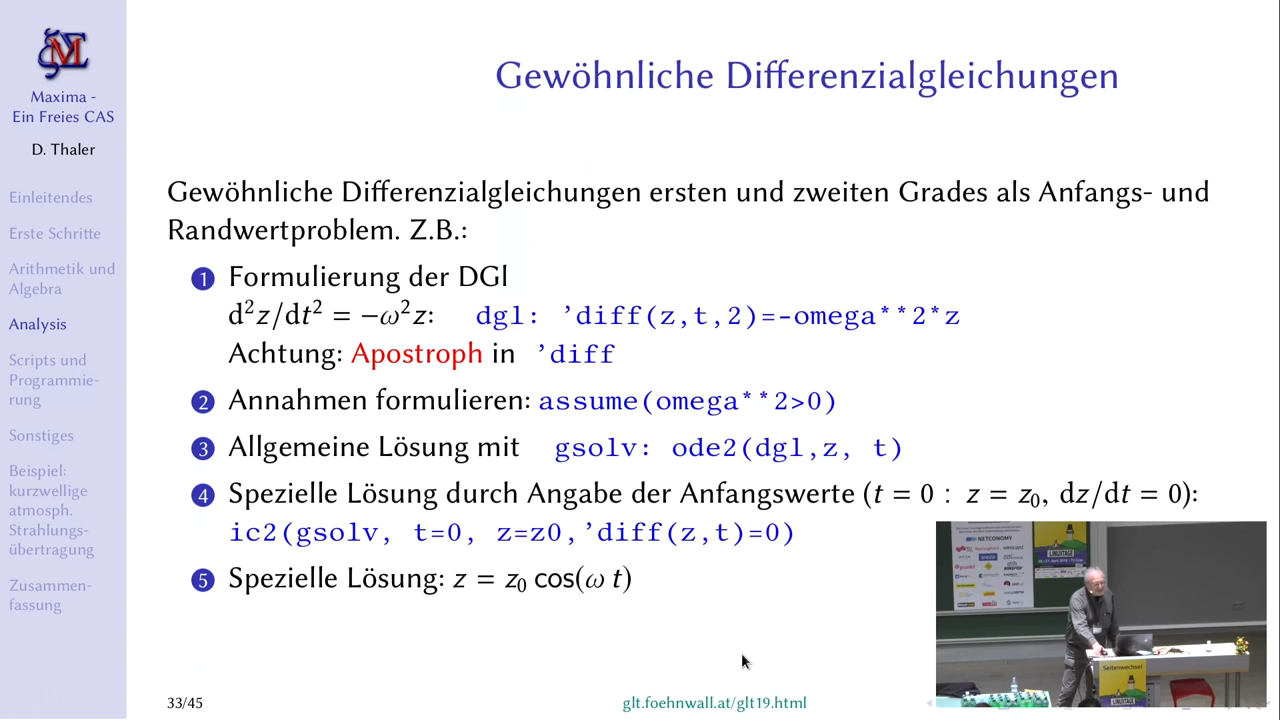 Maxima -
Ein Freies CAS
D. Thaler
Einleitendes
Erste Schritte
Arithmetik und
Algebra
Analysis
Scripts und
Programmie-
rung
Sonstiges
Beispiel:
kurzwellige
atmosph.
Strahlungs-
übertragung
Zusammen-
fassung
Gewöhnliche Differenzialgleichungen
Gewöhnliche Differenzialgleichungen ersten und zweiten Grades als Anfangs- und
Randwertproblem. Z.B.:
1 Formulierung der DGl
d²z/dt² = −ω²z: dgl: ’diff(z,t,2)=-omega**2*z
Achtung: Apostroph in ’diff
2 Annahmen formulieren: assume(omega**2>0)
3 Allgemeine Lösung mit gsolv: ode2(dgl,z, t)
4 Spezielle Lösung durch Angabe der Anfangswerte (t = 0 : z = z₀, dz/dt = 0):
ic2(gsolv, t=0, z=z0,’diff(z,t)=0)
5 Spezielle Lösung: z = z₀ cos(ω t)
NETCONOMY
LINUXTAGE
Seitenwechsel
LINUXTAGE
33/45
glt.foehnwall.at/glt19.html